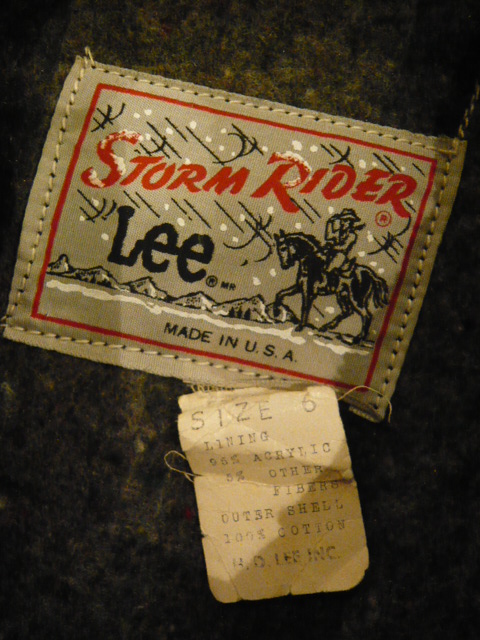 STORM RIDER ®
Lee ® MR
MADE IN U.S.A.
SIZE 6
LINING
95% ACRYLIC
5% OTHER
FIBERS
OUTER SHELL
100% COTTON
H.D. LEE INC.